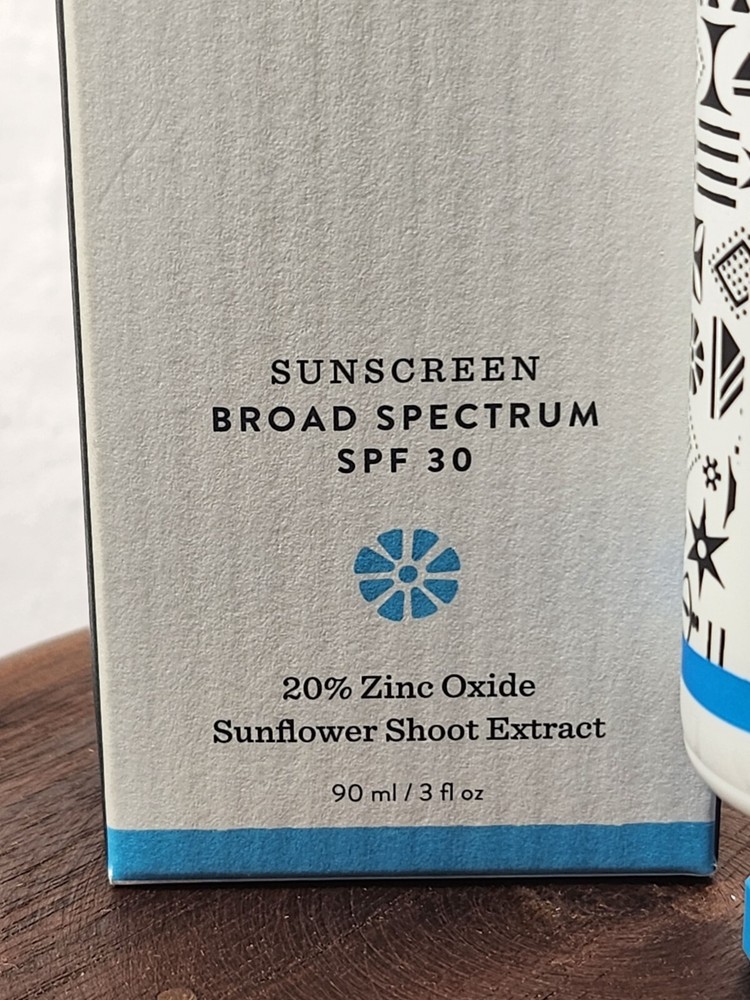 SUNSCREEN
BROAD SPECTRUM
SPF 30
20% Zinc Oxide
Sunflower Shoot Extract
90 ml / 3 fl oz